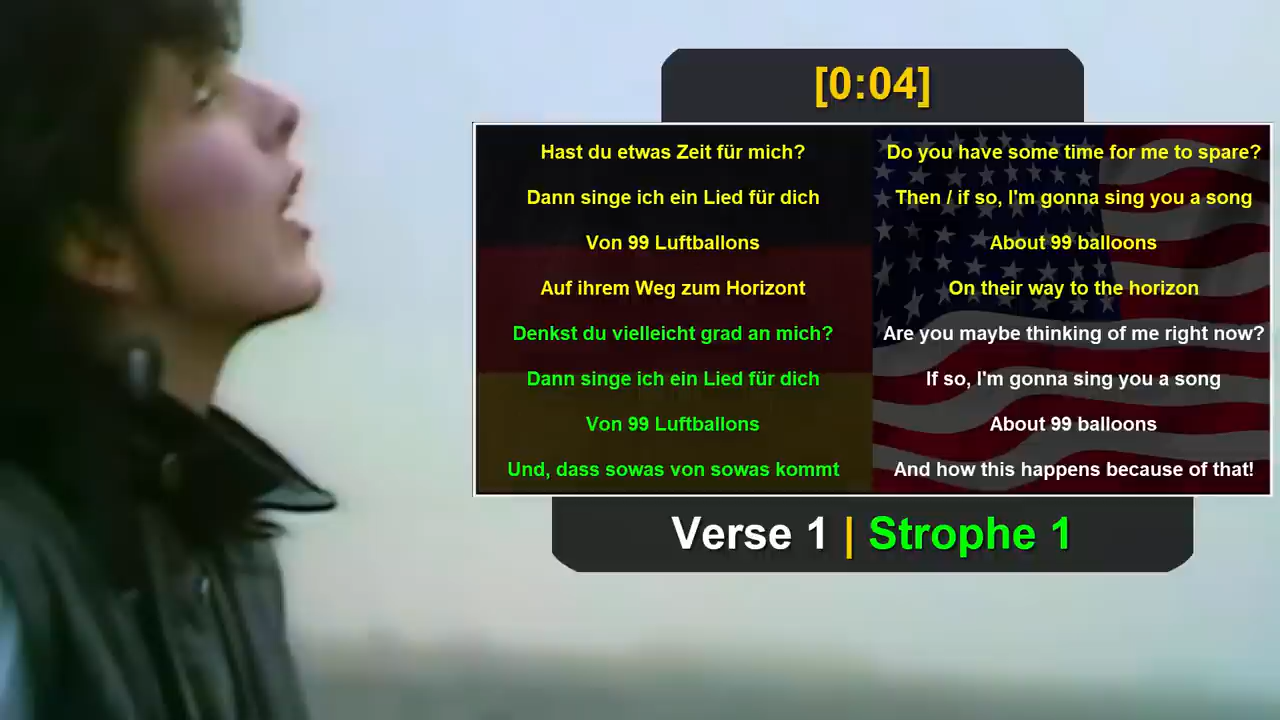 [0:04]
Hast du etwas Zeit für mich?
Do you have some time for me to spare?
Dann singe ich ein Lied für dich
Then / if so, I'm gonna sing you a song
Von 99 Luftballons
About 99 balloons
Auf ihrem Weg zum Horizont
On their way to the horizon
Denkst du vielleicht grad an mich?
Are you maybe thinking of me right now?
Dann singe ich ein Lied für dich
If so, I'm gonna sing you a song
Von 99 Luftballons
About 99 balloons
Und, dass sowas von sowas kommt
And how this happens because of that!
Verse 1 | Strophe 1